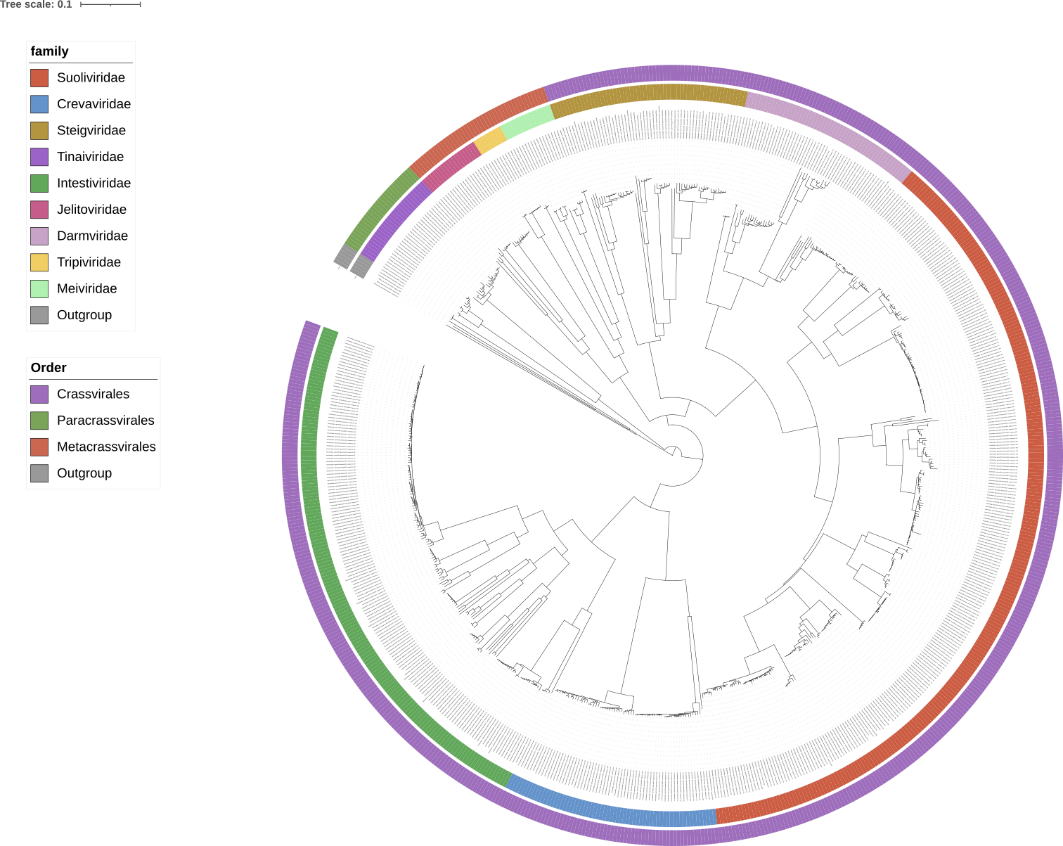 Tree scale: 0.1
family
Suoliviridae
Crevaviridae
Steigviridae
Tinaiviridae
Intestiviridae
Jelitoviridae
Darmviridae
Tripiviridae
Meiviridae
Outgroup
Order
Crassvirales
Paracrassvirales
Metacrassvirales
Outgroup